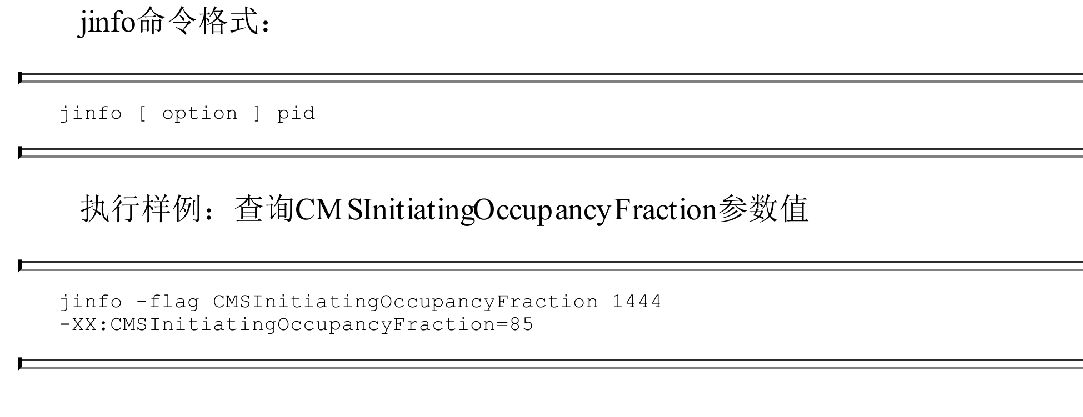 jinfo命令格式：
jinfo [ option ] pid
执行样例：查询CMSInitiatingOccupancyFraction参数值
jinfo -flag CMSInitiatingOccupancyFraction 1444
-XX:CMSInitiatingOccupancyFraction=85